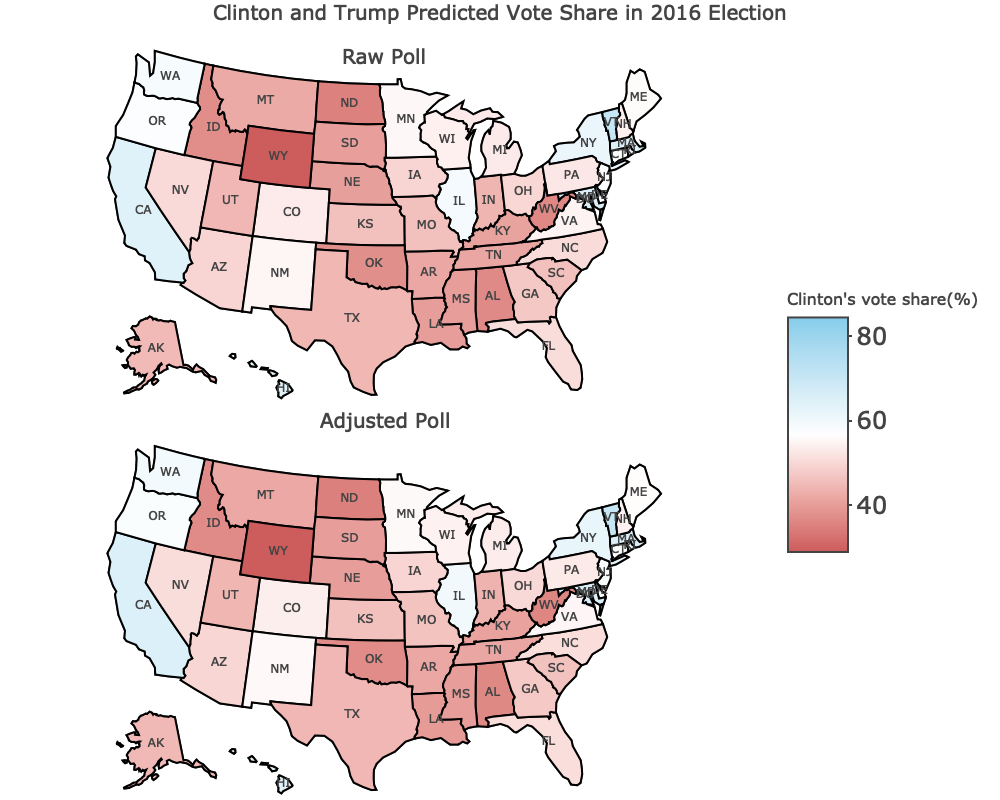 Clinton and Trump Predicted Vote Share in 2016 Election
Raw Poll
WA
MT
ND
MN
ME
OR
ID
SD
WI
MI
VT
NH
NY
MA
WY
IA
NE
PA
NJ
NV
UT
CO
IL
IN
OH
CA
KS
MO
WV
VA
KY
AZ
NM
OK
AR
TN
NC
SC
TX
MS
AL
GA
LA
FL
AK
HI
Clinton's vote share(%)
80
60
40
Adjusted Poll
WA
MT
ND
MN
ME
OR
ID
SD
WI
MI
VT
NH
NY
MA
WY
IA
NE
PA
NJ
NV
UT
CO
IL
IN
OH
CA
KS
MO
WV
VA
KY
AZ
NM
OK
AR
TN
NC
SC
TX
MS
AL
GA
LA
FL
AK
HI